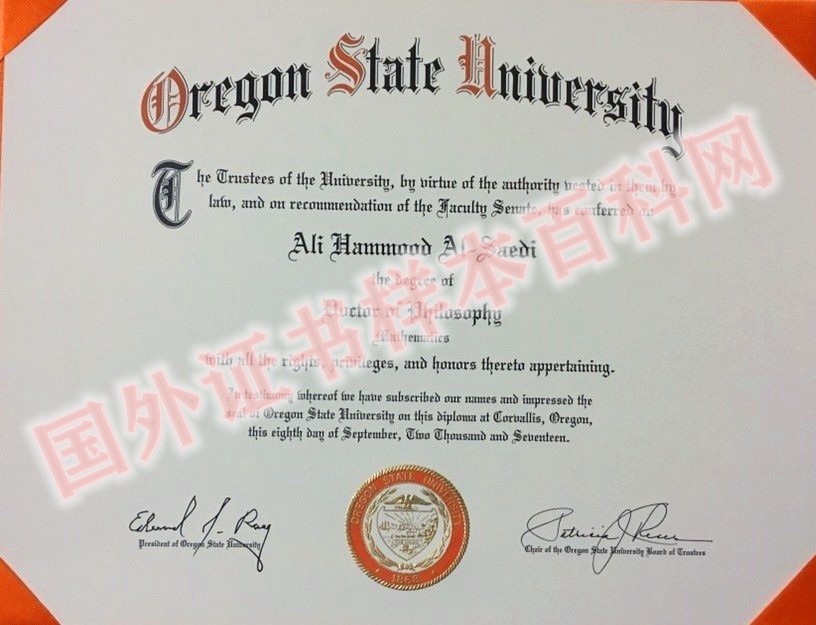 Oregon State University
The Trustees of the University, by virtue of the authority vested in them by
law, and on recommendation of the Faculty Senate, has conferred on
Ali Hammood Al-Saedi
the degree of
Doctor of Philosophy
Mathematics
with all the rights, privileges, and honors thereto appertaining.
In testimony whereof we have subscribed our names and impressed the
seal of Oregon State University on this diploma at Corvallis, Oregon,
this eighth day of September, Two Thousand and Seventeen.
国外证书样本百科网
OREGON STATE UNIVERSITY
1868
Edward J. Ray
President of Oregon State University
Patricia J.
Chair of the Oregon State University Board of Trustees